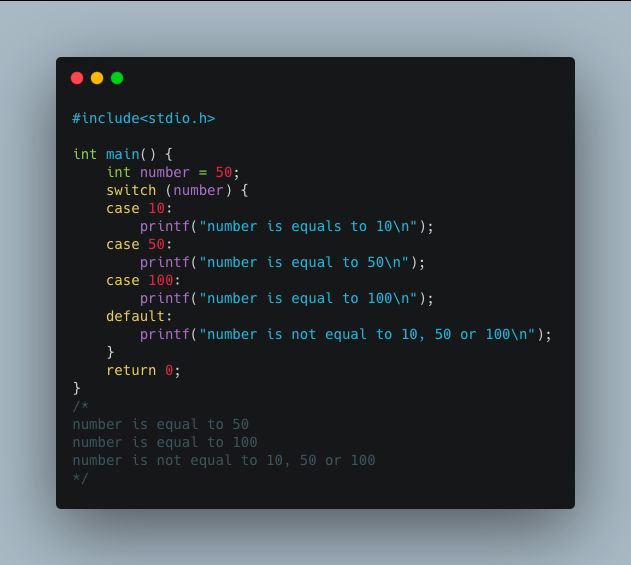 #include<stdio.h>
int main() {
    int number = 50;
    switch (number) {
    case 10:
        printf("number is equals to 10\n");
    case 50:
        printf("number is equal to 50\n");
    case 100:
        printf("number is equal to 100\n");
    default:
        printf("number is not equal to 10, 50 or 100\n");
    }
    return 0;
}
/*
number is equal to 50
number is equal to 100
number is not equal to 10, 50 or 100
*/